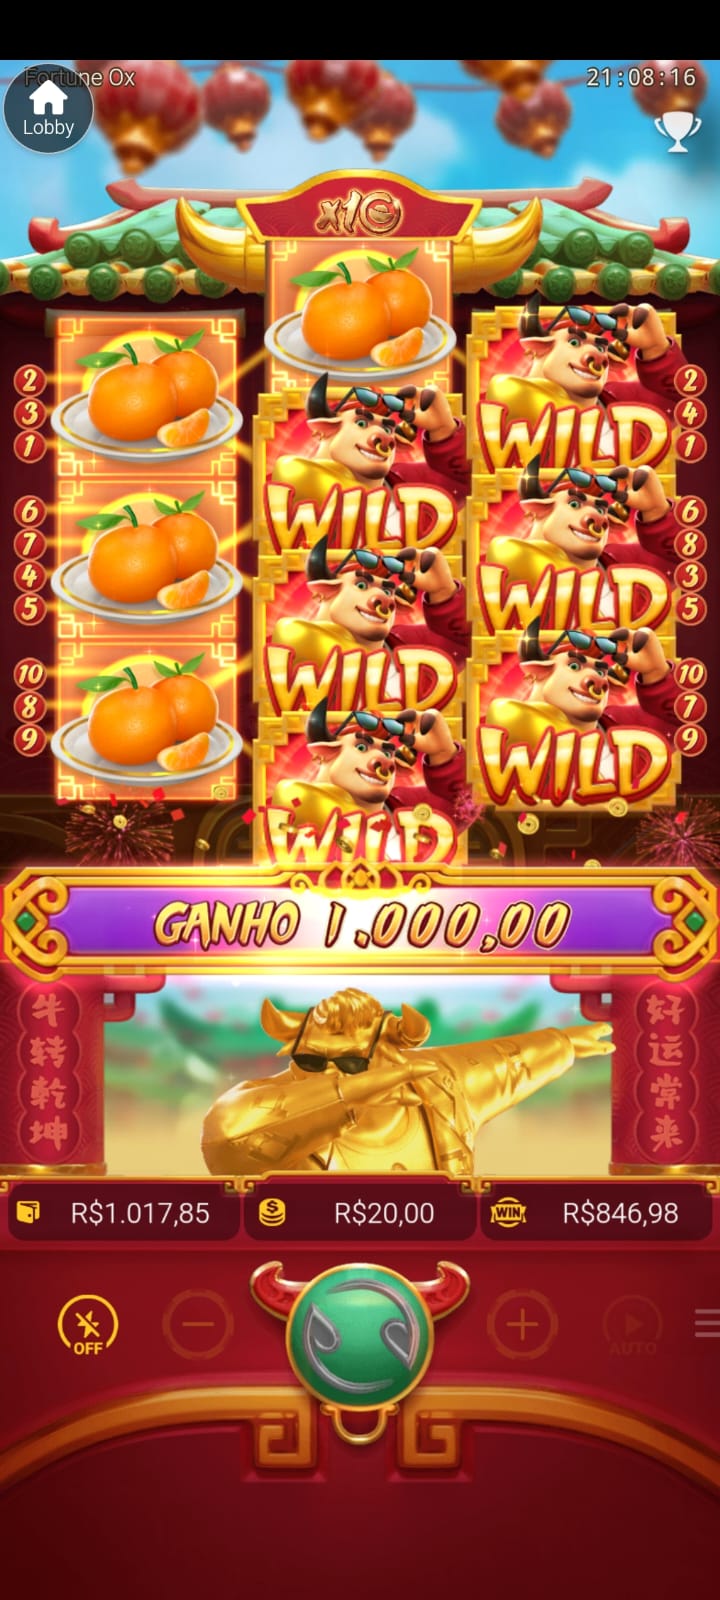 Fortune Ox
21:08:16
Lobby
x10
WILD
WILD
WILD
WILD
WILD
WILD
2
3
1
6
7
4
5
10
8
9
2
4
1
6
8
3
5
10
7
9
GANHO 1.000,00
牛转乾坤
好运常来
R$1.017,85
R$20,00
WIN
R$846,98
OFF
AUTO